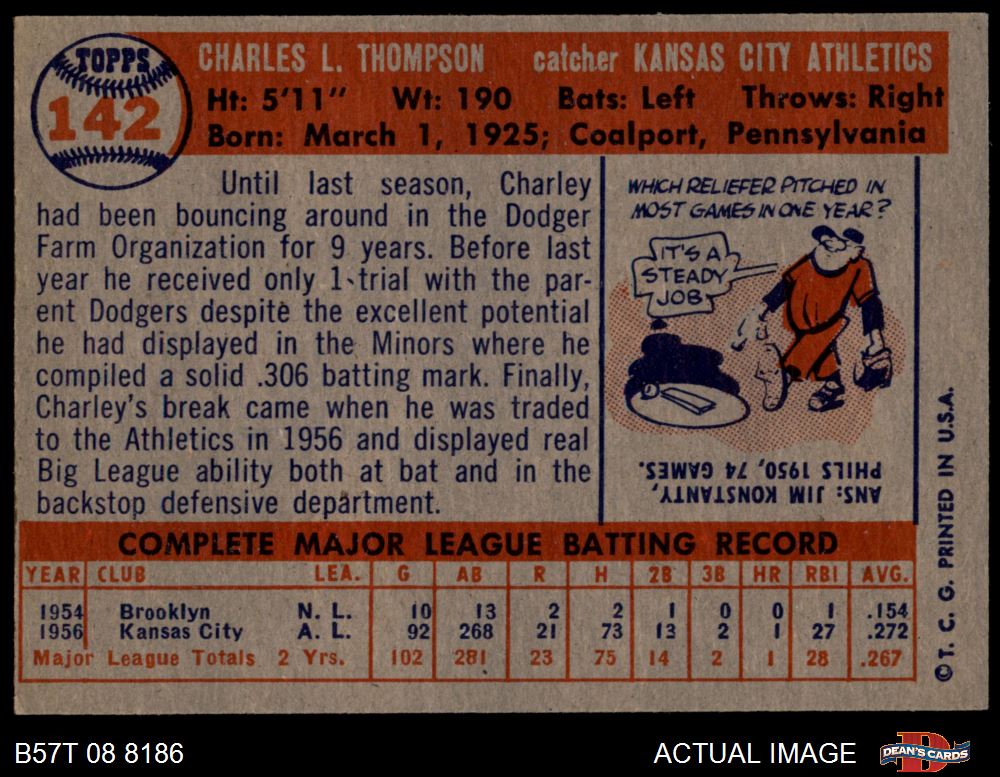 TOPPS
142
CHARLES L. THOMPSON catcher KANSAS CITY ATHLETICS
Ht: 5'11" Wt: 190 Bats: Left Throws: Right
Born: March 1, 1925; Coalport, Pennsylvania
Until last season, Charley
had been bouncing around in the Dodger
Farm Organization for 9 years. Before last
year he received only 1 trial with the par-
ent Dodgers despite the excellent potential
he had displayed in the Minors where he
compiled a solid .306 batting mark. Finally,
Charley's break came when he was traded
to the Athletics in 1956 and displayed real
Big League ability both at bat and in the
backstop defensive department.
WHICH RELIEFER PITCHED IN
MOST GAMES IN ONE YEAR?
IT'S A
STEADY
JOB
ANS: JIM KONSTANTY,
PHILS 1950, 74 GAMES.
COMPLETE MAJOR LEAGUE BATTING RECORD
YEAR CLUB LEA. G AB R H 2B 3B HR RBI AVG.
1954 Brooklyn N. L. 10 13 2 2 1 0 0 1 .154
1956 Kansas City A. L. 92 268 21 73 13 2 1 27 .272
Major League Totals 2 Yrs. 102 281 23 75 14 2 1 28 .267
© T. C. G. PRINTED IN U.S.A.
B57T 08 8186 ACTUAL IMAGE
D
DEAN'S CARDS